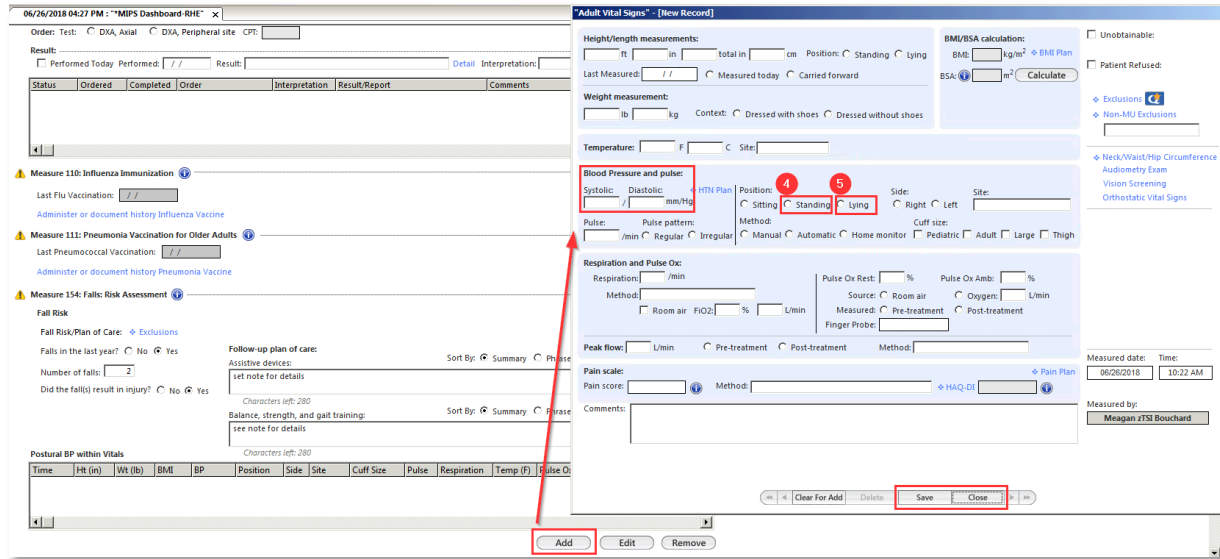 06/26/2018 04:27 PM : "*MIPS Dashboard-RHE" x
Order: Test: DXA, Axial DXA, Peripheral site CPT:
Result:
Performed Today Performed: / / Result: Detail Interpretation:
Status Ordered Completed Order Interpretation Result/Report Comments
Measure 110: Influenza Immunization
Last Flu Vaccination: / /
Administer or document history Influenza Vaccine
Measure 111: Pneumonia Vaccination for Older Adults
Last Pneumococcal Vaccination: / /
Administer or document history Pneumonia Vaccine
Measure 154: Falls: Risk Assessment
Fall Risk
Fall Risk/Plan of Care: Exclusions
Falls in the last year? No Yes
Number of falls: 2
Did the fall(s) result in injury? No Yes
Follow-up plan of care:
Assistive devices: Sort By: Summary Phrase
set note for details
Characters left: 280
Balance, strength, and gait training: Sort By: Summary Phrase
see note for details
Characters left: 280
Postural BP within Vitals
Time Ht (in) Wt (lb) BMI BP Position Side Site Cuff Size Pulse Respiration Temp (F) Pulse Ox
Add Edit Remove
"Adult Vital Signs" - [New Record]
Height/length measurements:
ft in total in cm Position: Standing Lying
Last Measured: / / Measured today Carried forward
Weight measurement:
lb kg Context: Dressed with shoes Dressed without shoes
BMI/BSA calculation:
BMI: kg/m² BMI Plan
BSA: m² Calculate
Unobtainable:
Patient Refused:
Exclusions
Non-MU Exclusions
Temperature: F C Site:
Neck/Waist/Hip Circumference
Audiometry Exam
Vision Screening
Orthostatic Vital Signs
Blood Pressure and pulse:
4 5
Systolic: Diastolic: HTN Plan Position: Side: Site:
/ mm/Hg Sitting Standing Lying Right Left
Pulse: Pulse pattern: Method: Cuff size:
/min Regular Irregular Manual Automatic Home monitor Pediatric Adult Large Thigh
Respiration and Pulse Ox:
Respiration: /min Pulse Ox Rest: % Pulse Ox Amb: %
Method: Source: Room air Oxygen: L/min
Room air FiO2: % L/min Measured: Pre-treatment Post-treatment
Finger Probe:
Peak flow: L/min Pre-treatment Post-treatment Method:
Pain scale: Pain Plan
Pain score: Method: HAQ-DI
Comments:
Measured date: Time:
06/26/2018 10:22 AM
Measured by:
Meagan zTSI Bouchard
Clear For Add Delete Save Close